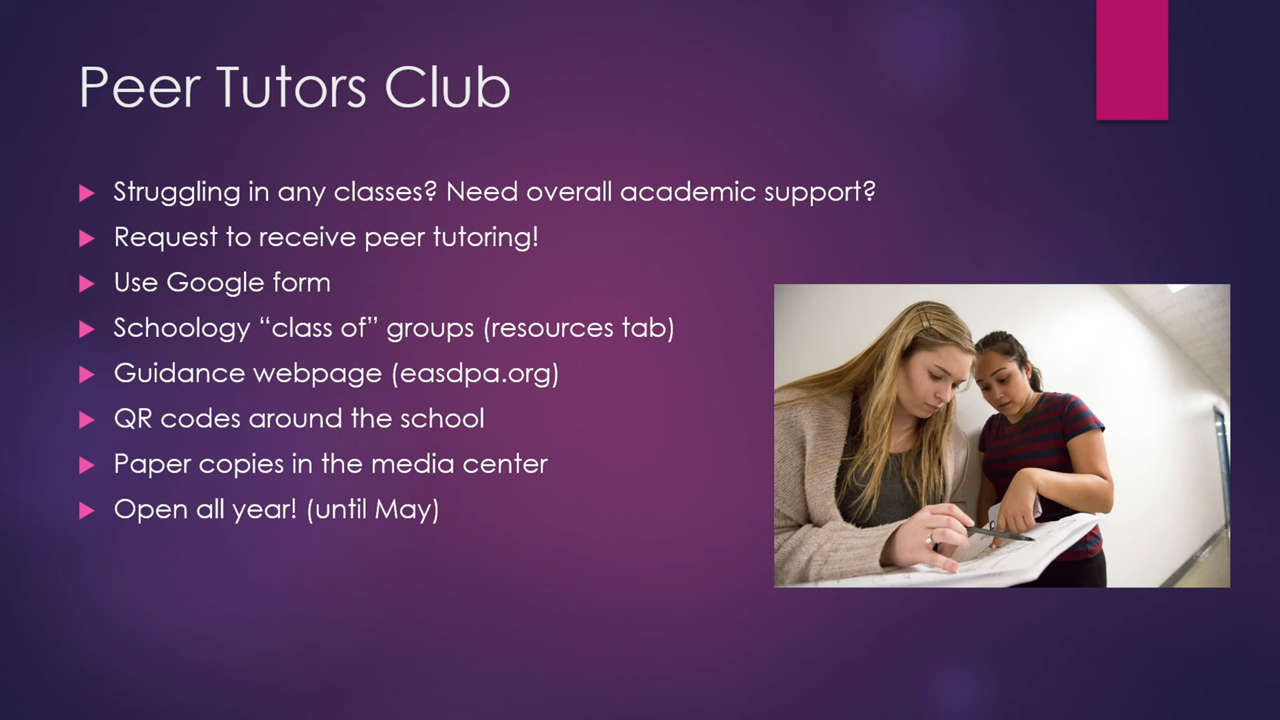 Peer Tutors Club
Struggling in any classes? Need overall academic support?
Request to receive peer tutoring!
Use Google form
Schoology “class of” groups (resources tab)
Guidance webpage (easdpa.org)
QR codes around the school
Paper copies in the media center
Open all year! (until May)